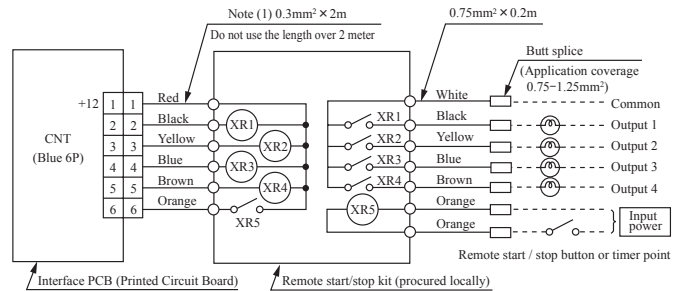 Note (1) 0.3mm² × 2m
Do not use the length over 2 meter
0.75mm² × 0.2m
Butt splice
(Application coverage
0.75−1.25mm²)
CNT
(Blue 6P)
+12
1 1
2 2
3 3
4 4
5 5
6 6
Red
Black
Yellow
Blue
Brown
Orange
XR1
XR2
XR3
XR4
XR5
XR1
XR2
XR3
XR4
XR5
White
Black
Yellow
Blue
Brown
Orange
Orange
Common
Output 1
Output 2
Output 3
Output 4
Input
power
Remote start / stop button or timer point
Interface PCB (Printed Circuit Board)
Remote start/stop kit (procured locally)